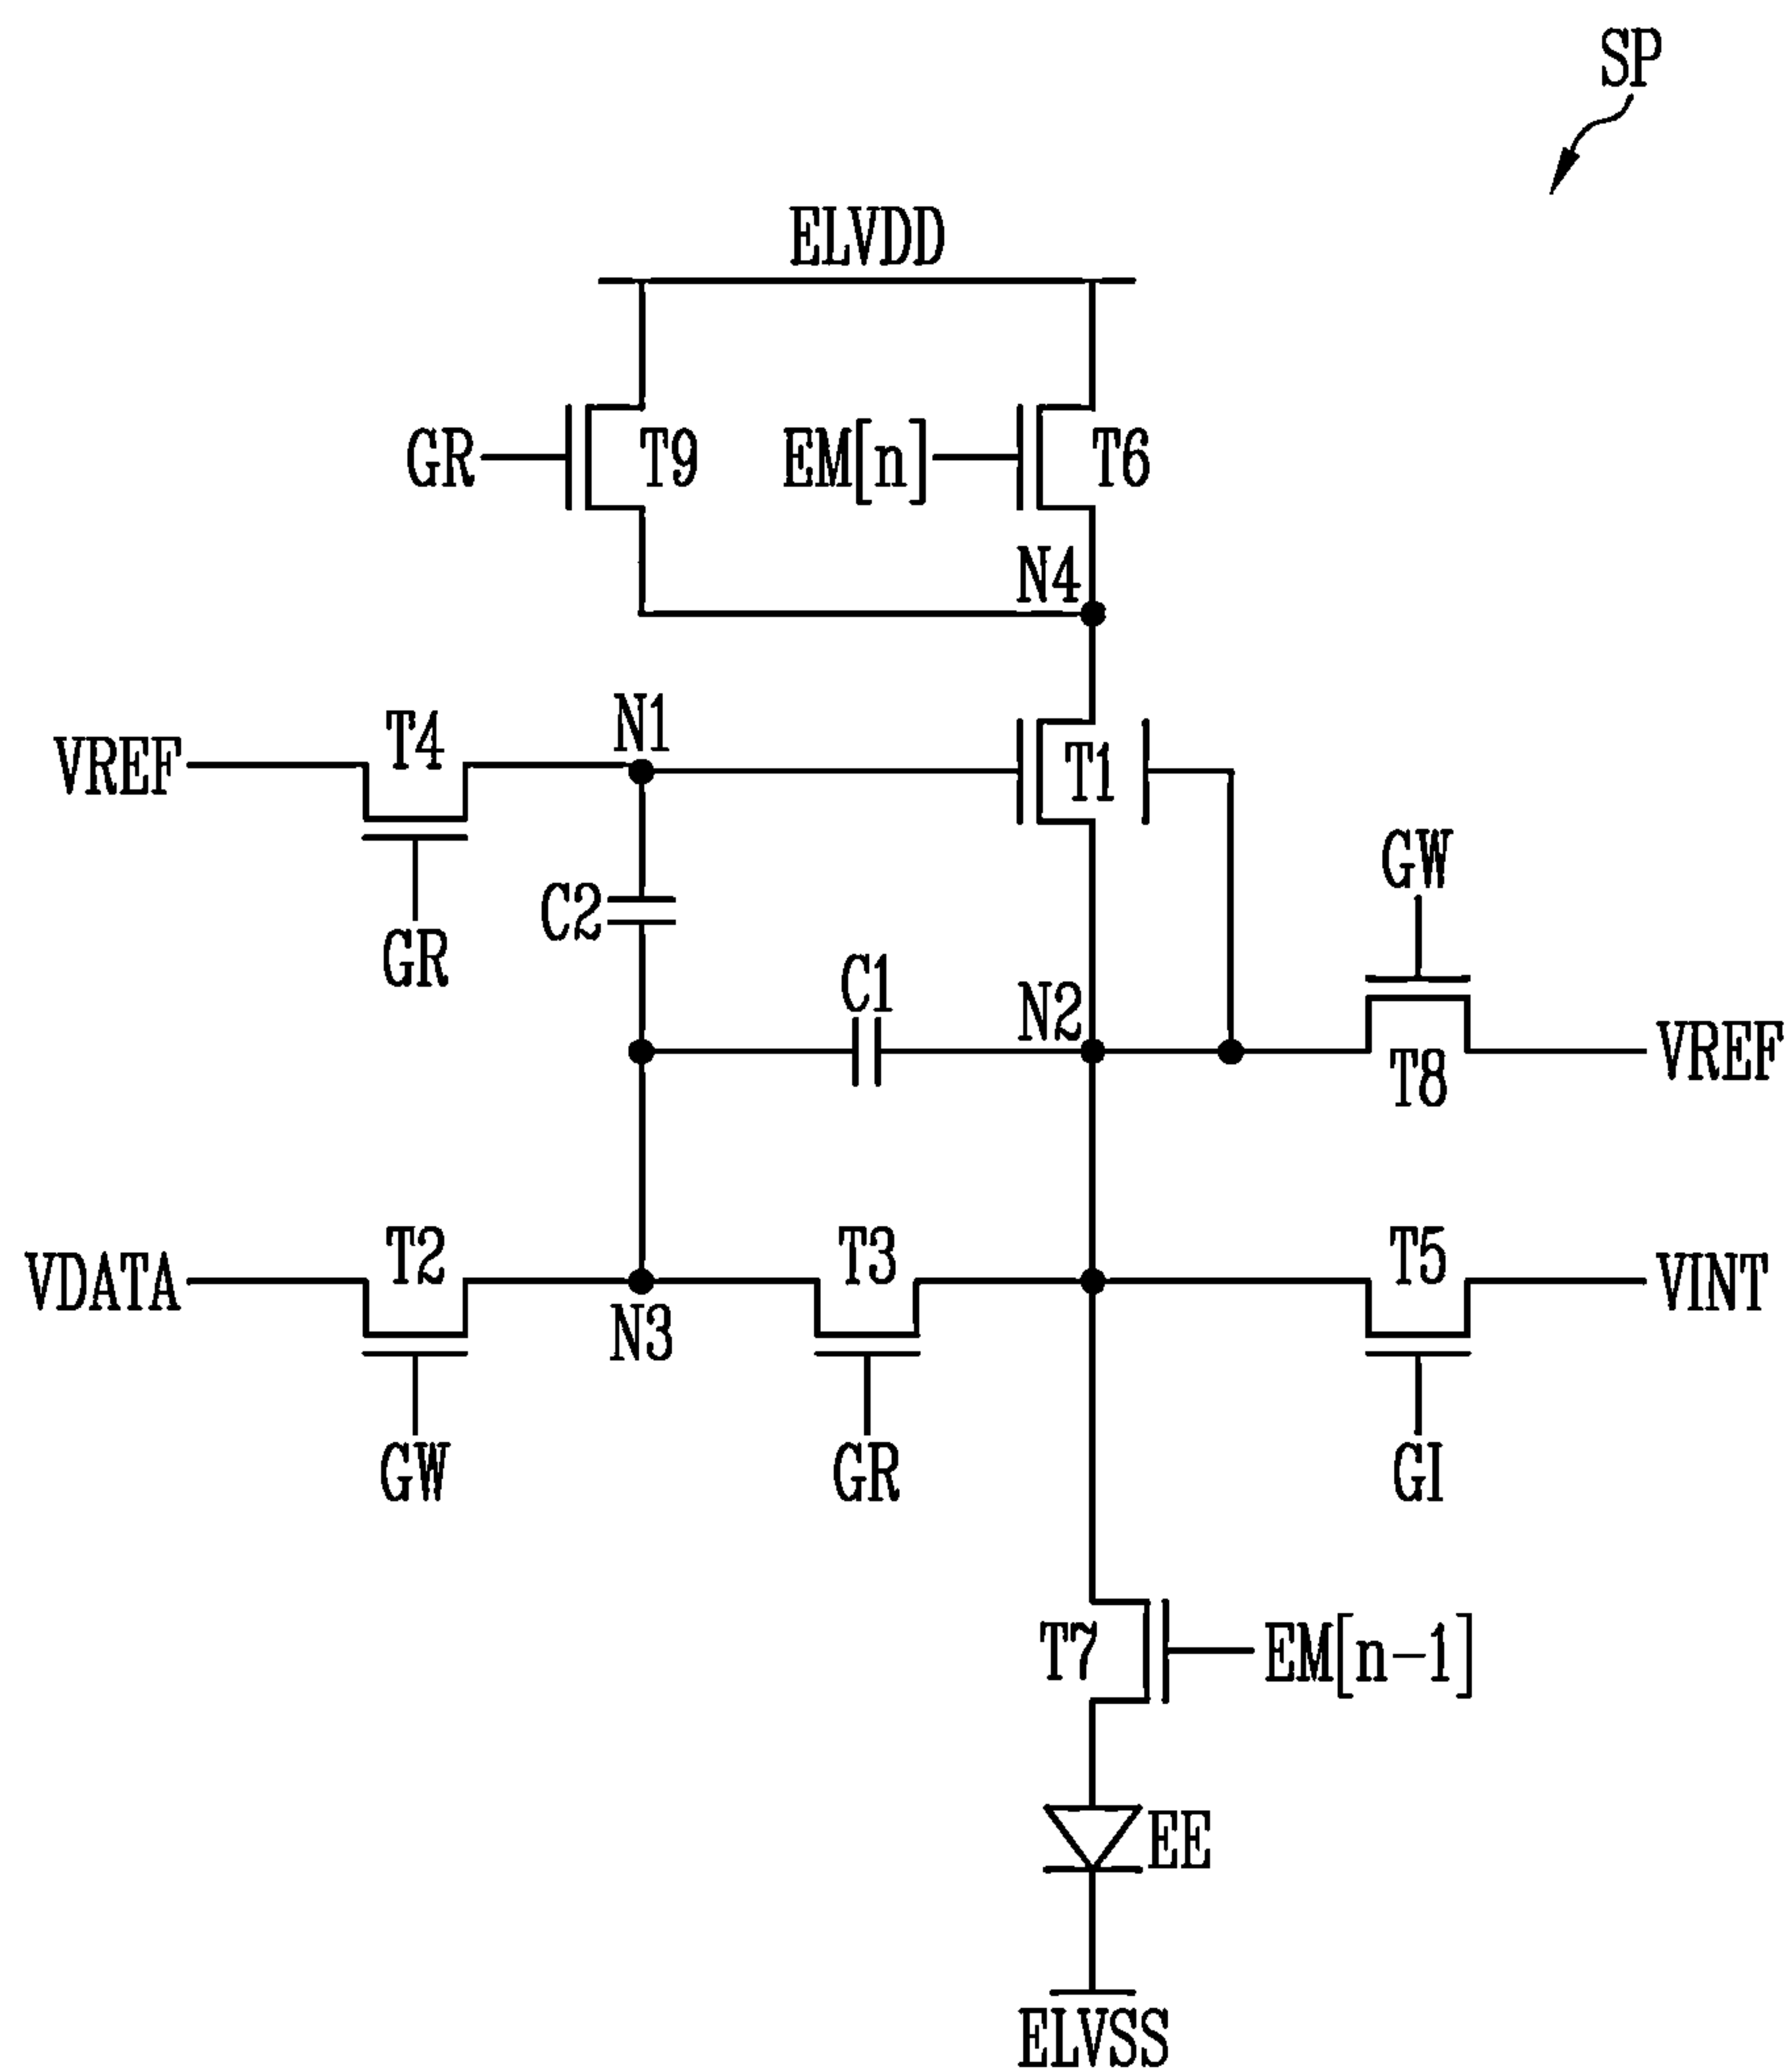 SP
ELVDD
GR
T9
EM[n]
T6
N4
T4
N1
VREF
T1
GW
C2
GR
C1
N2
VREF
T8
T2
T3
T5
VDATA
VINT
N3
GW
GR
GI
T7
EM[n-1]
EE
ELVSS